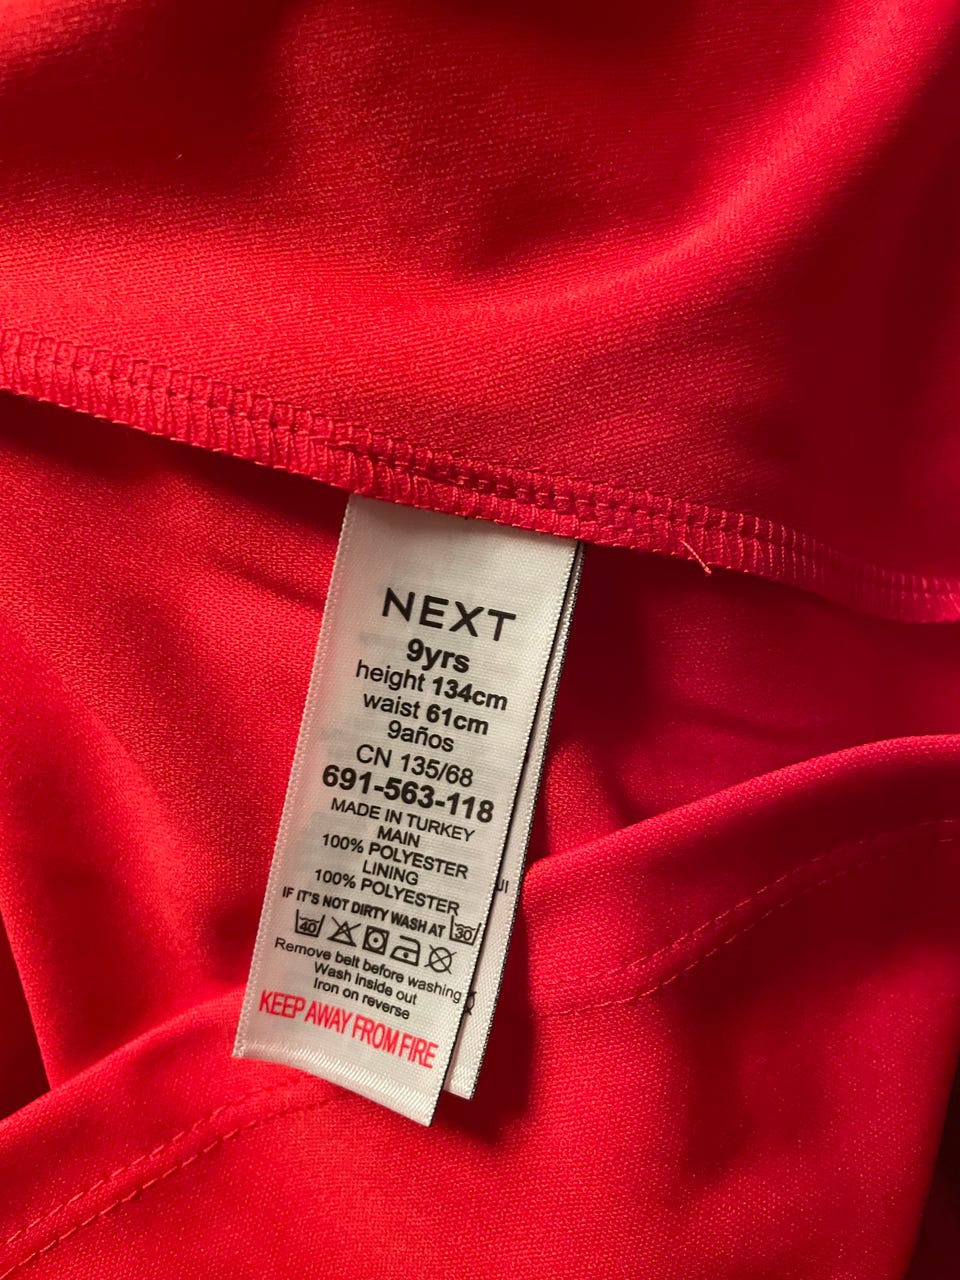 NEXT
9yrs
height 134cm
waist 61cm
9años
CN 135/68
691-563-118
MADE IN TURKEY
MAIN
100% POLYESTER
LINING
100% POLYESTER
IF IT'S NOT DIRTY WASH AT 30
40
Remove belt before washing
Wash inside out
Iron on reverse
KEEP AWAY FROM FIRE